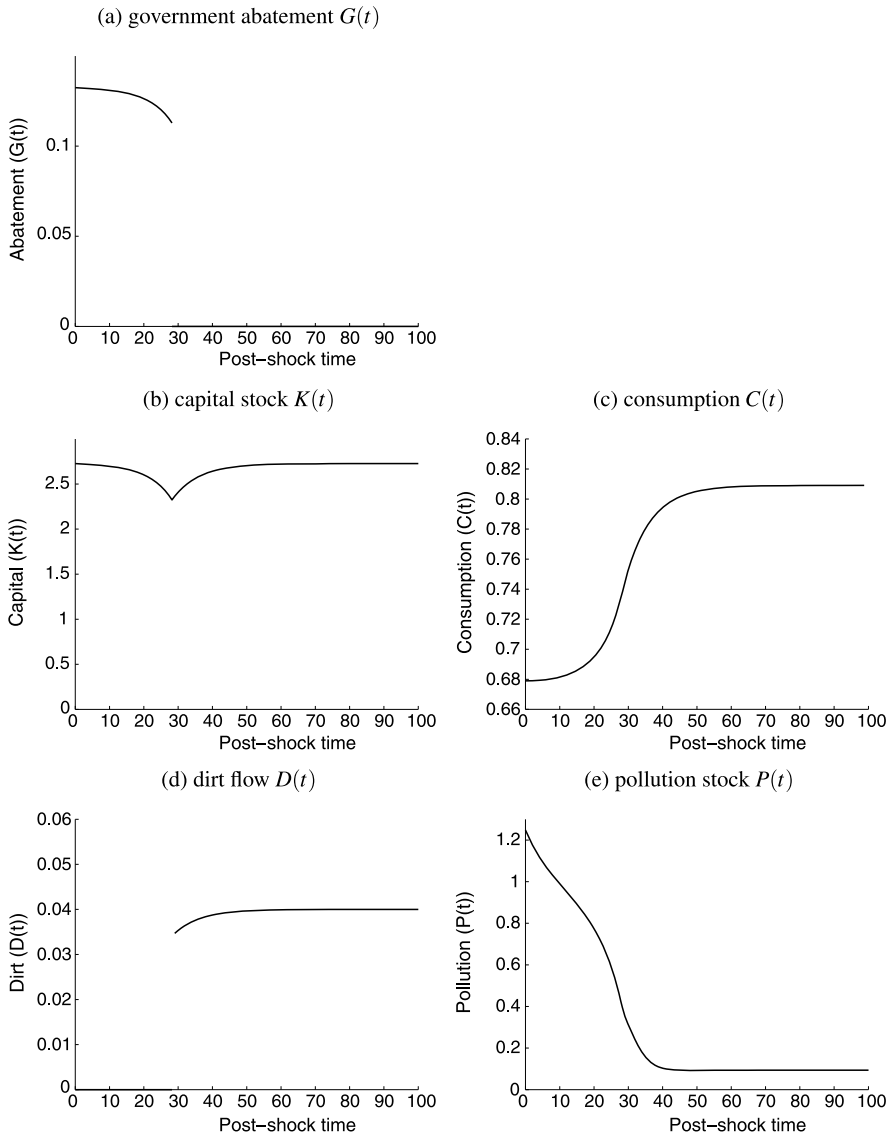 (a) government abatement G(t)
Abatement (G(t))
0.1
0.05
0
0 10 20 30 40 50 60 70 80 90 100
Post−shock time
(b) capital stock K(t)
Capital (K(t))
2.5
2
1.5
1
0.5
0
0 10 20 30 40 50 60 70 80 90 100
Post−shock time
(c) consumption C(t)
Consumption (C(t))
0.84
0.82
0.8
0.78
0.76
0.74
0.72
0.7
0.68
0.66
0 10 20 30 40 50 60 70 80 90 100
Post−shock time
(d) dirt flow D(t)
Dirt (D(t))
0.06
0.05
0.04
0.03
0.02
0.01
0
0 10 20 30 40 50 60 70 80 90 100
Post−shock time
(e) pollution stock P(t)
Pollution (P(t))
1.2
1
0.8
0.6
0.4
0.2
0
0 10 20 30 40 50 60 70 80 90 100
Post−shock time